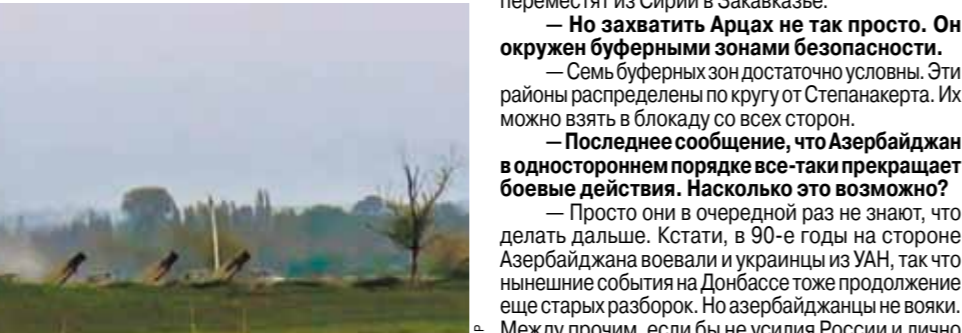 переместят из Сирии в Закавказье.
— Но захватить Арцах не так просто. Он
окружен буферными зонами безопасности.
— Семь буферных зон достаточно условны. Эти
районы распределены по кругу от Степанакерта. Их
можно взять в блокаду со всех сторон.
— Последнее сообщение, что Азербайджан
в одностороннем порядке все-таки прекращает
боевые действия. Насколько это возможно?
— Просто они в очередной раз не знают, что
делать дальше. Кстати, в 90-е годы на стороне
Азербайджана воевали и украинцы из УАН, так что
нынешние события на Донбассе тоже продолжение
еще старых разборок. Но азербайджанцы не вояки.
Между прочим, если бы не усилия России и лично